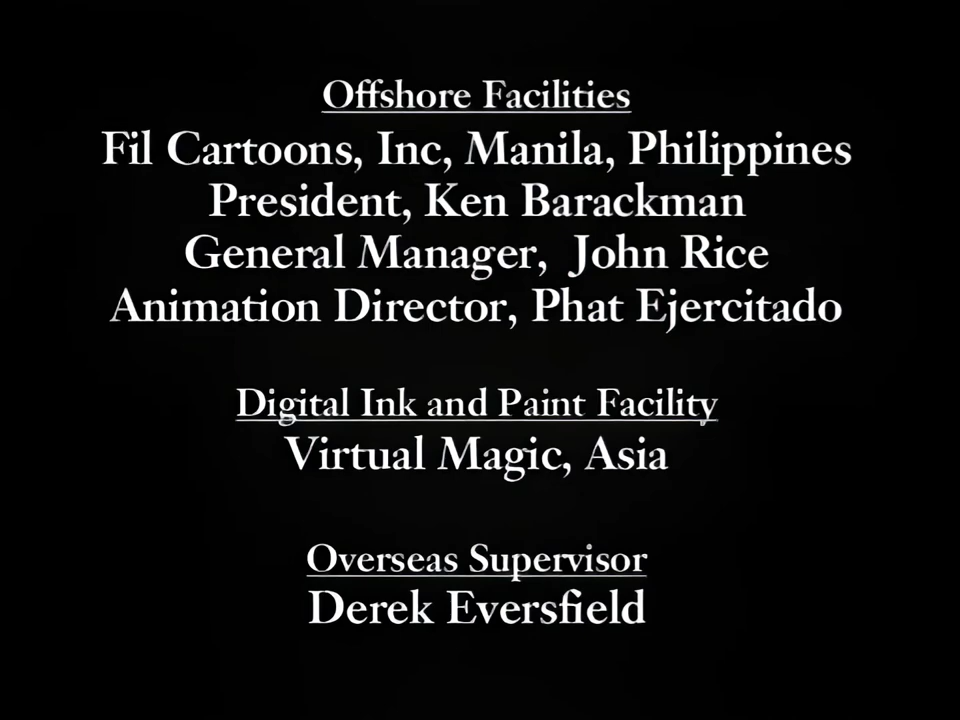 Offshore Facilities
Fil Cartoons, Inc, Manila, Philippines
President, Ken Barackman
General Manager, John Rice
Animation Director, Phat Ejercitado
Digital Ink and Paint Facility
Virtual Magic, Asia
Overseas Supervisor
Derek Eversfield